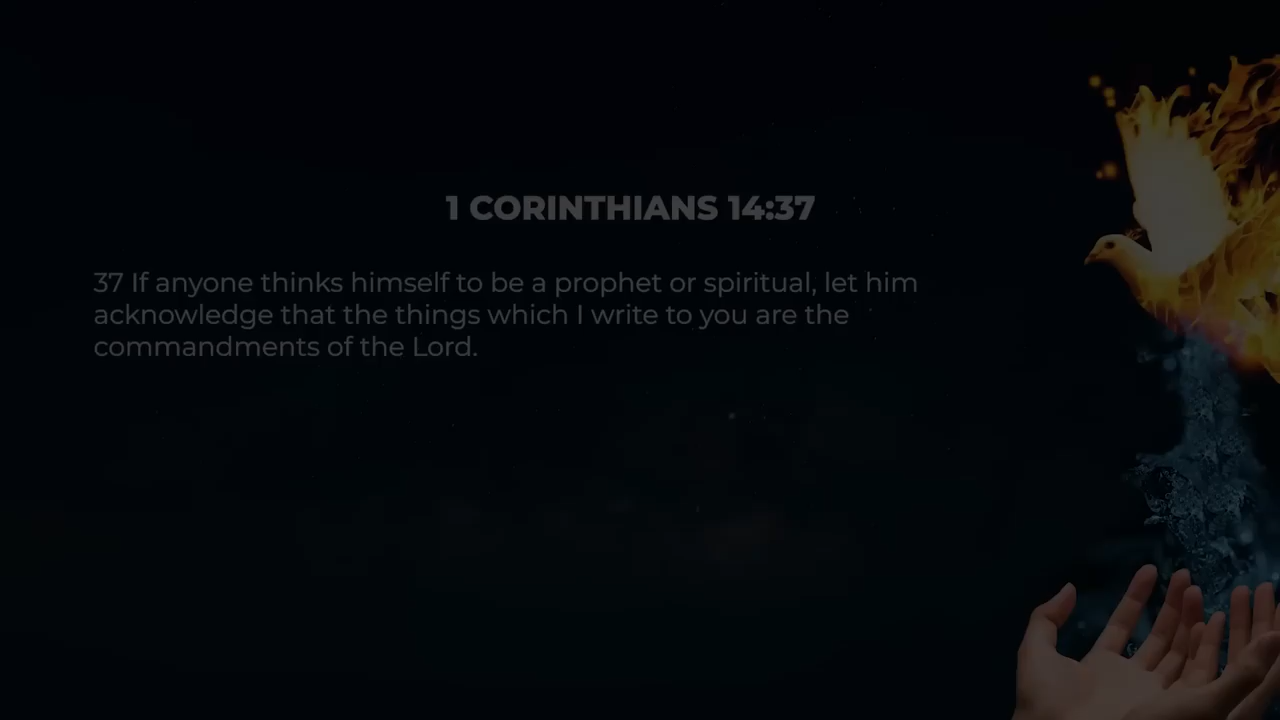 1 CORINTHIANS 14:37
37 If anyone thinks himself to be a prophet or spiritual, let him
acknowledge that the things which I write to you are the
commandments of the Lord.